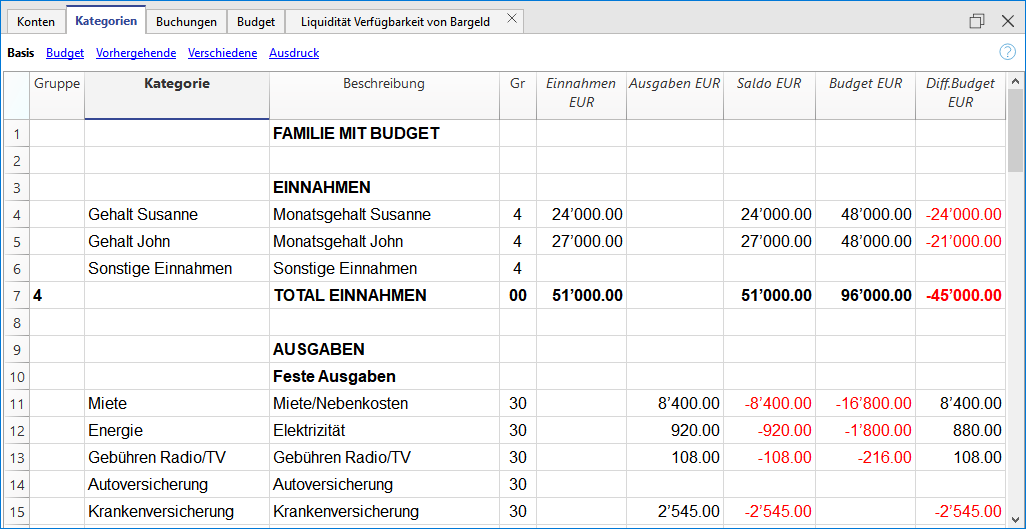 Konten Kategorien Buchungen Budget Liquidität Verfügbarkeit von Bargeld
Basis Budget Vorhergehende Verschiedene Ausdruck ?
Gruppe Kategorie Beschreibung Gr Einnahmen EUR Ausgaben EUR Saldo EUR Budget EUR Diff.Budget EUR
1 FAMILIE MIT BUDGET
2
3 EINNAHMEN
4 Gehalt Susanne Monatsgehalt Susanne 4 24’000.00 24’000.00 48’000.00 -24’000.00
5 Gehalt John Monatsgehalt John 4 27’000.00 27’000.00 48’000.00 -21’000.00
6 Sonstige Einnahmen Sonstige Einnahmen 4
7 4 TOTAL EINNAHMEN 00 51’000.00 51’000.00 96’000.00 -45’000.00
8
9 AUSGABEN
10 Feste Ausgaben
11 Miete Miete/Nebenkosten 30 8’400.00 -8’400.00 -16’800.00 8’400.00
12 Energie Elektrizität 30 920.00 -920.00 -1’800.00 880.00
13 Gebühren Radio/TV Gebühren Radio/TV 30 108.00 -108.00 -216.00 108.00
14 Autoversicherung Autoversicherung 30
15 Krankenversicherung Krankenversicherung 30 2’545.00 -2’545.00 -2’545.00